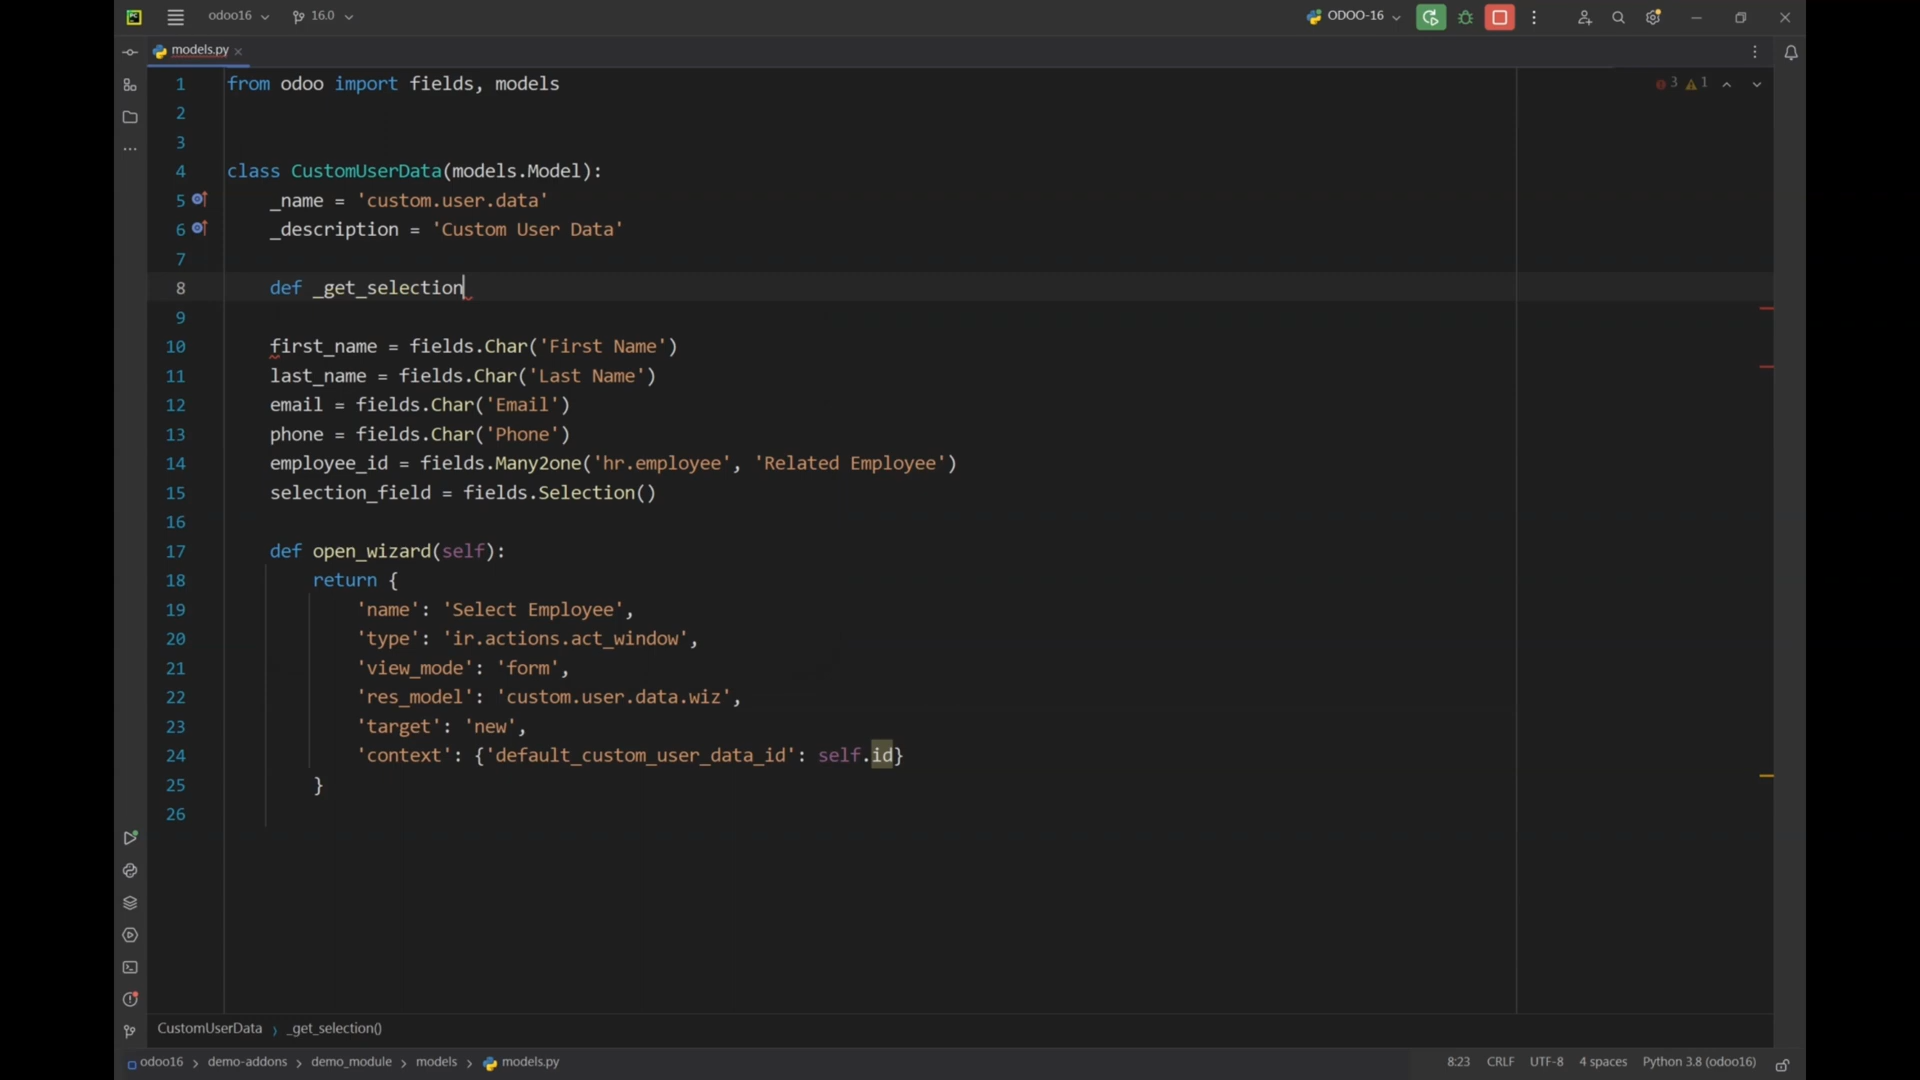 odoo16
16.0
ODOO-16
models.py
3 1
1 from odoo import fields, models
2
3
4 class CustomUserData(models.Model):
5 _name = 'custom.user.data'
6 _description = 'Custom User Data'
7
8 def _get_selection
9
10 first_name = fields.Char('First Name')
11 last_name = fields.Char('Last Name')
12 email = fields.Char('Email')
13 phone = fields.Char('Phone')
14 employee_id = fields.Many2one('hr.employee', 'Related Employee')
15 selection_field = fields.Selection()
16
17 def open_wizard(self):
18 return {
19 'name': 'Select Employee',
20 'type': 'ir.actions.act_window',
21 'view_mode': 'form',
22 'res_model': 'custom.user.data.wiz',
23 'target': 'new',
24 'context': {'default_custom_user_data_id': self.id}
25 }
26
CustomUserData › _get_selection()
odoo16 › demo-addons › demo_module › models › models.py
8:23 CRLF UTF-8 4 spaces Python 3.8 (odoo16)